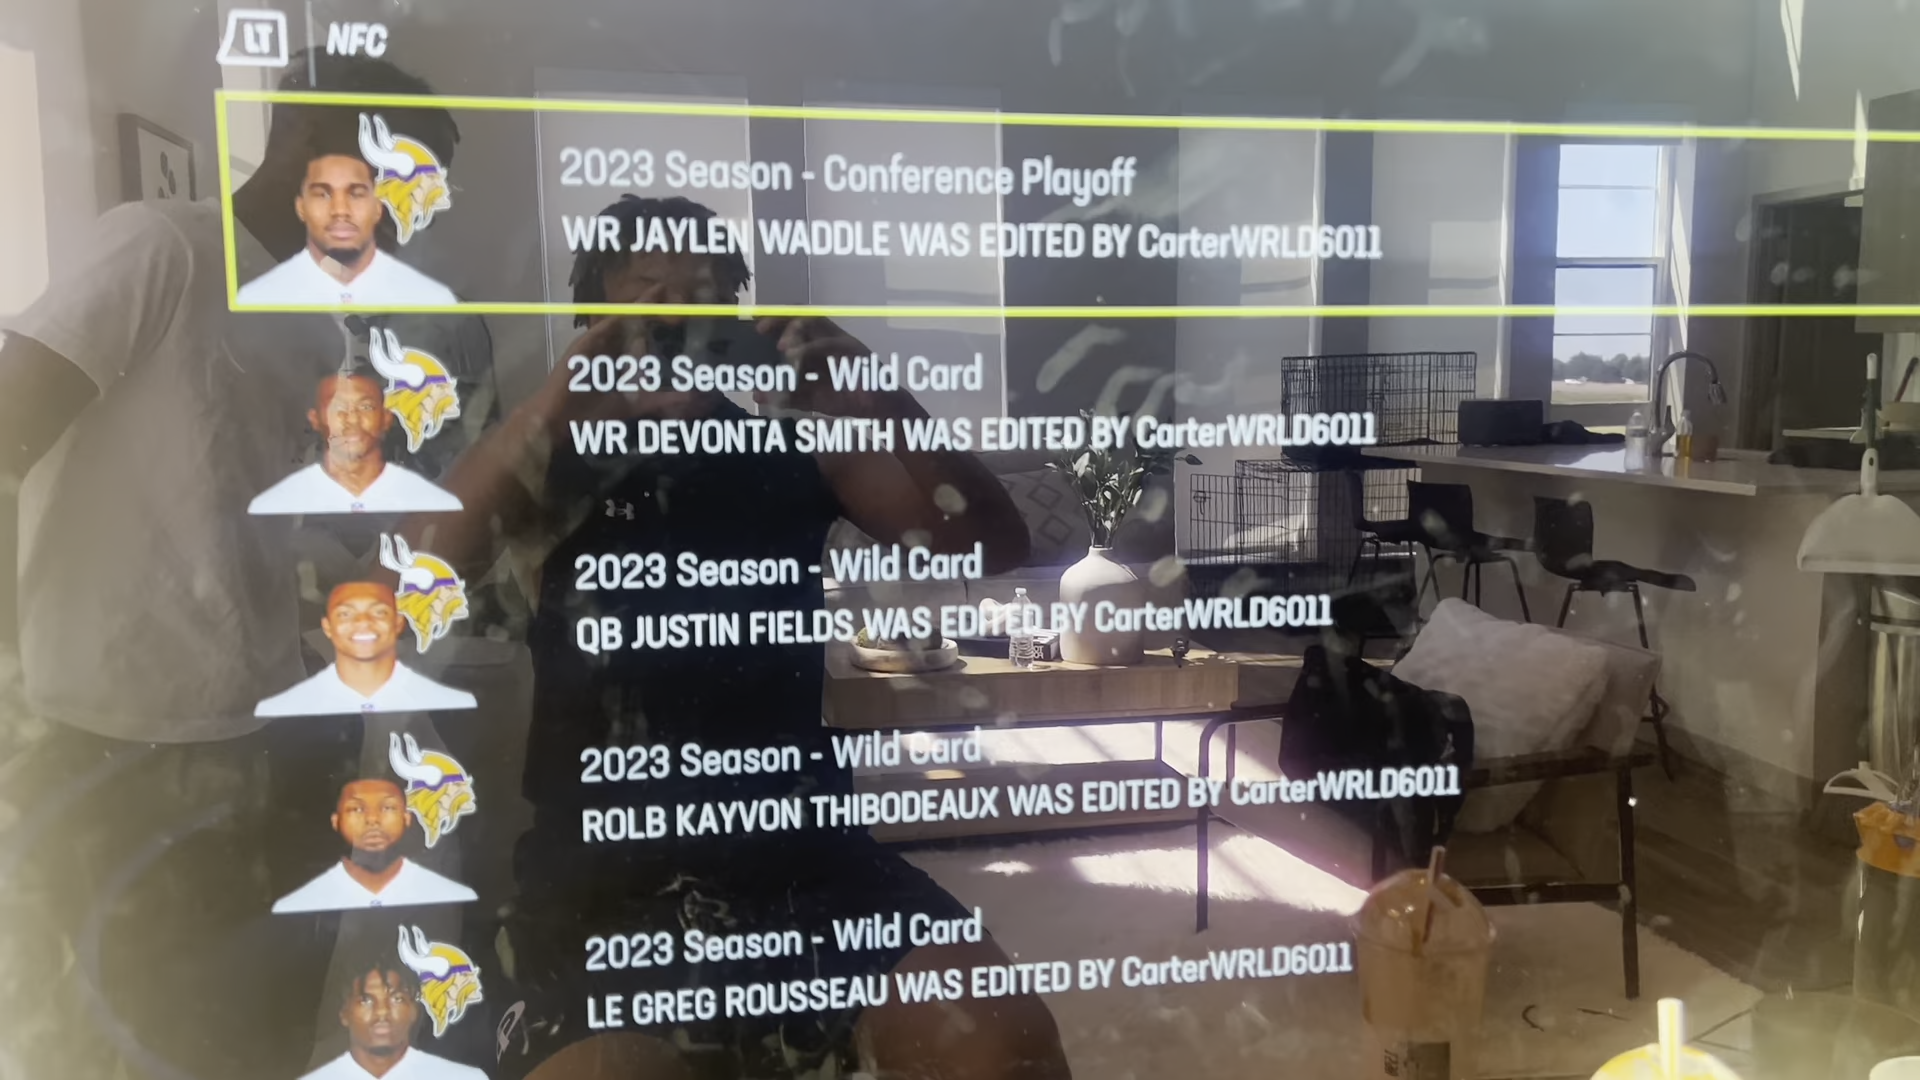 LT NFC
2023 Season - Conference Playoff
WR JAYLEN WADDLE WAS EDITED BY CarterWRLD6011
2023 Season - Wild Card
WR DEVONTA SMITH WAS EDITED BY CarterWRLD6011
2023 Season - Wild Card
QB JUSTIN FIELDS WAS EDITED BY CarterWRLD6011
2023 Season - Wild Card
ROLB KAYVON THIBODEAUX WAS EDITED BY CarterWRLD6011
2023 Season - Wild Card
LE GREG ROUSSEAU WAS EDITED BY CarterWRLD6011